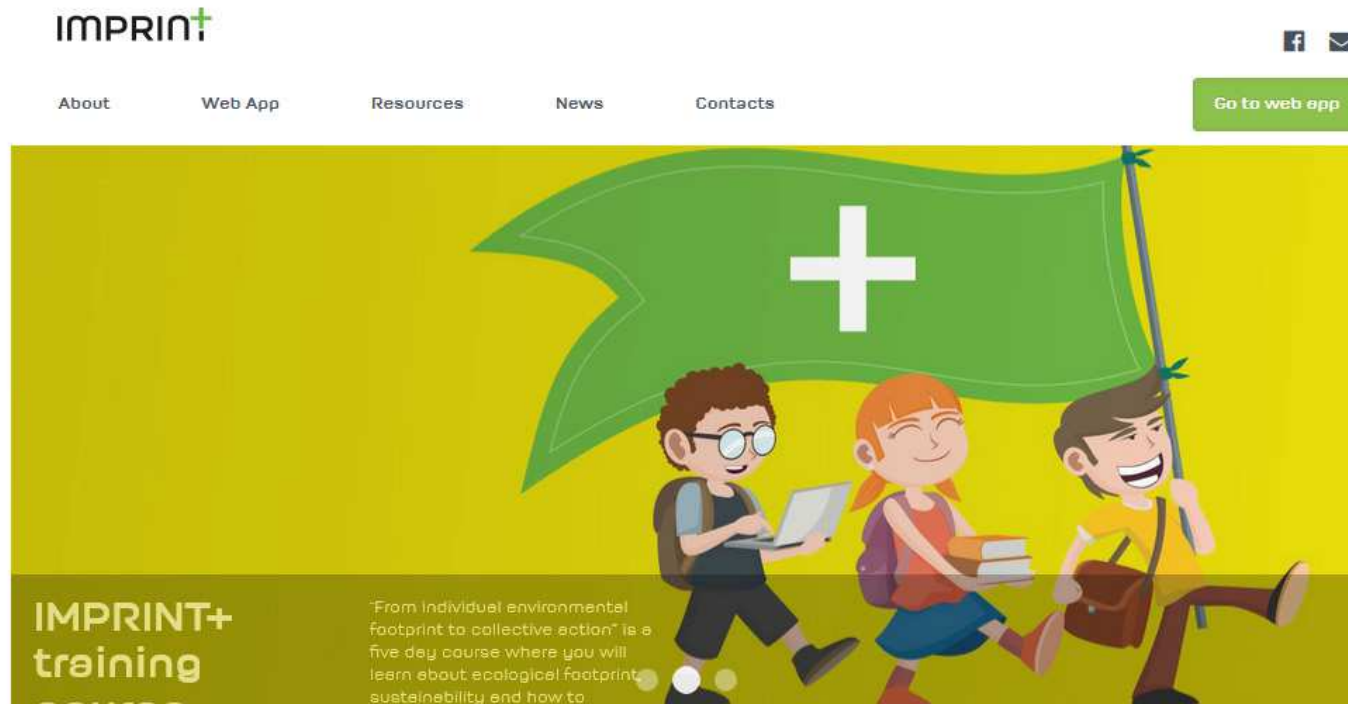 IMPRINT+
About Web App Resources News Contacts Go to web app
IMPRINT+
training
"From individual environmental
footprint to collective action" is a
five day course where you will
learn about ecological footprint,
sustainability and how to